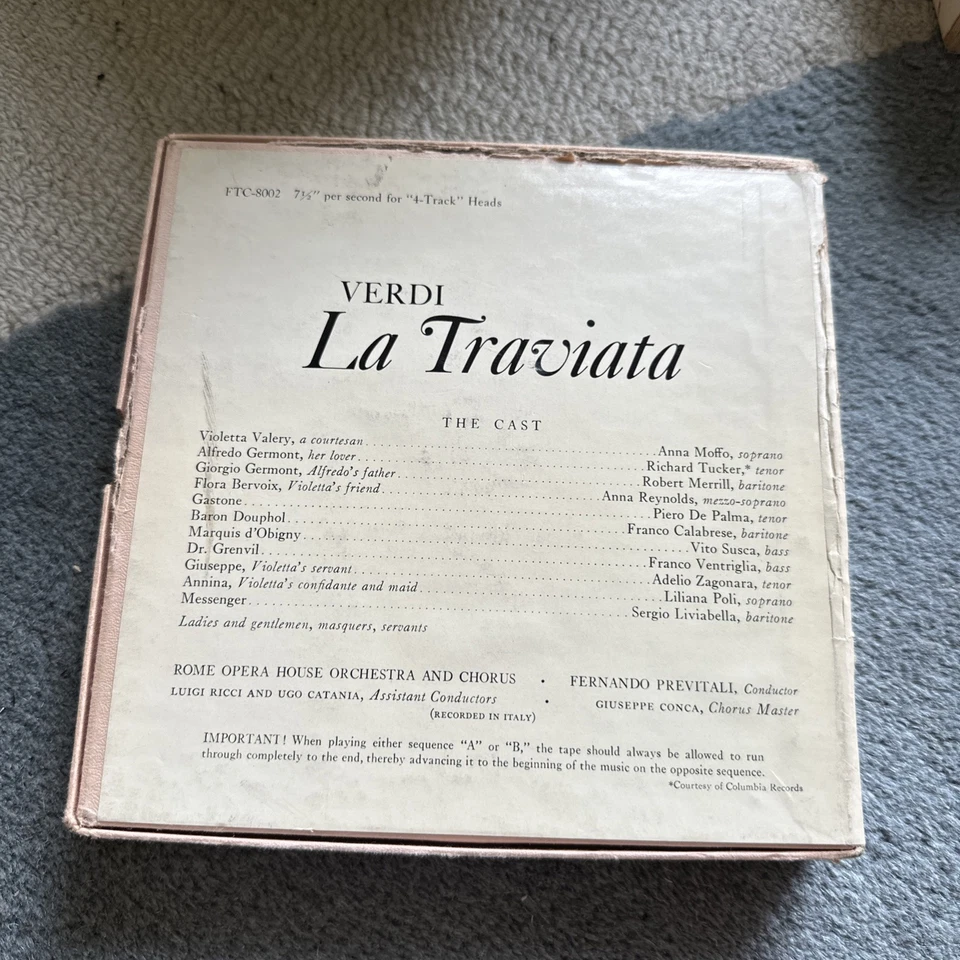 FTC-8002 7½" per second for "4-Track" Heads
VERDI
La Traviata
THE CAST
Violetta Valery, a courtesan ........ Anna Moffo, soprano
Alfredo Germont, her lover ........ Richard Tucker,* tenor
Giorgio Germont, Alfredo's father ........ Robert Merrill, baritone
Flora Bervoix, Violetta's friend ........ Anna Reynolds, mezzo-soprano
Gastone ........ Piero De Palma, tenor
Baron Douphol ........ Franco Calabrese, baritone
Marquis d'Obigny ........ Vito Susca, bass
Dr. Grenvil ........ Franco Ventriglia, bass
Giuseppe, Violetta's servant ........ Adelio Zagonara, tenor
Annina, Violetta's confidante and maid ........ Liliana Poli, soprano
Messenger ........ Sergio Liviabella, baritone
Ladies and gentlemen, masquers, servants
ROME OPERA HOUSE ORCHESTRA AND CHORUS • FERNANDO PREVITALI, Conductor
LUIGI RICCI AND UGO CATANIA, Assistant Conductors • GIUSEPPE CONCA, Chorus Master
(RECORDED IN ITALY)
IMPORTANT! When playing either sequence "A" or "B," the tape should always be allowed to run
through completely to the end, thereby advancing it to the beginning of the music on the opposite sequence.
*Courtesy of Columbia Records